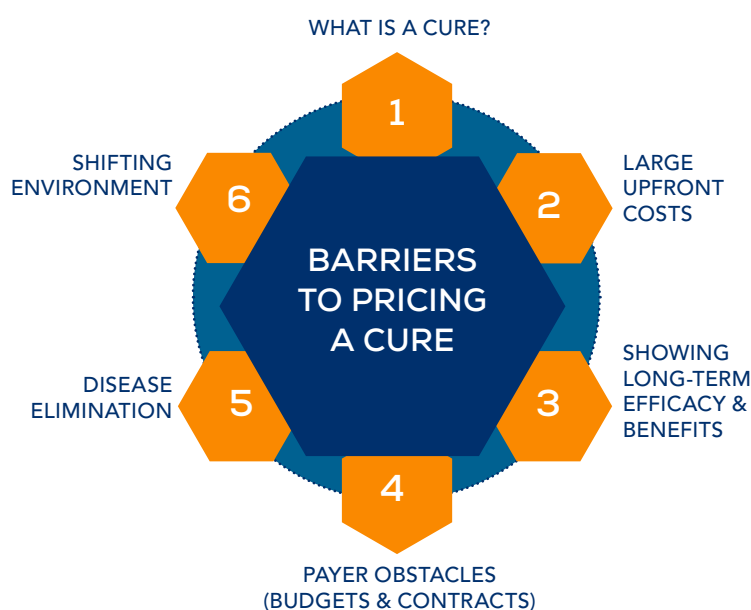 WHAT IS A CURE?
1
LARGE
UPFRONT
COSTS
2
SHOWING
LONG-TERM
EFFICACY &
BENEFITS
3
4
PAYER OBSTACLES
(BUDGETS & CONTRACTS)
DISEASE
ELIMINATION
5
SHIFTING
ENVIRONMENT
6
BARRIERS
TO PRICING
A CURE